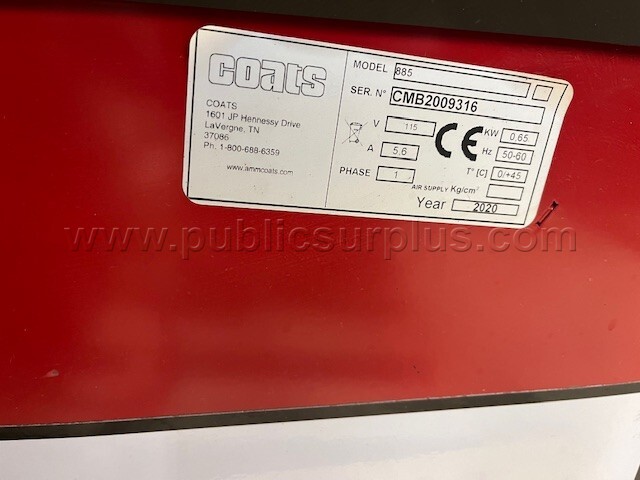 coats
COATS
1601 JP Hennessy Drive
LaVergne, TN
37086
Ph. 1-800-688-6359
www.ammcoats.com
MODEL 885
SER. N° CMB2009316
V 115 CE KW 0,65
A 5,6 Hz 50-60
PHASE 1 T° [C] 0/+45
AIR SUPPLY Kg/cm²
Year 2020
www.publicsurplus.com